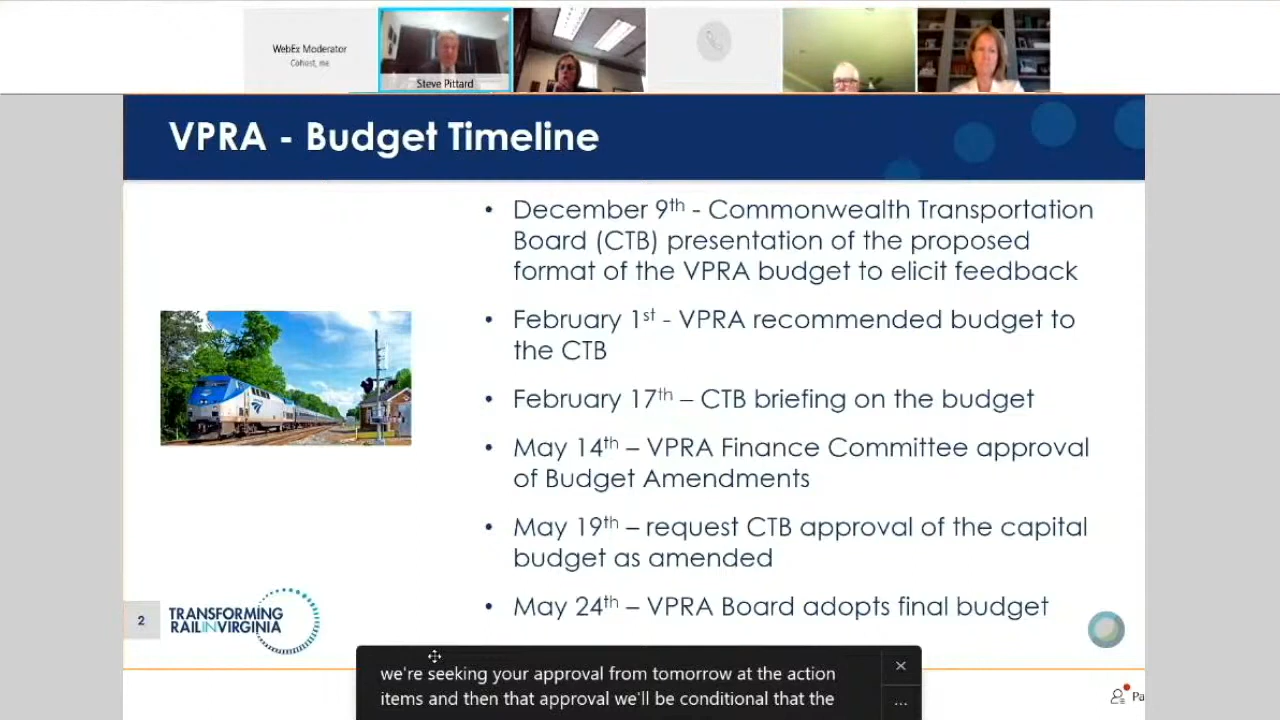 WebEx Moderator
Cohost, me
Steve Pittard
VPRA - Budget Timeline
• December 9th - Commonwealth Transportation
Board (CTB) presentation of the proposed
format of the VPRA budget to elicit feedback
• February 1st - VPRA recommended budget to
the CTB
• February 17th – CTB briefing on the budget
• May 14th – VPRA Finance Committee approval
of Budget Amendments
• May 19th – request CTB approval of the capital
budget as amended
• May 24th – VPRA Board adopts final budget
2
TRANSFORMING
RAILINVIRGINIA
we're seeking your approval from tomorrow at the action
items and then that approval we'll be conditional that the
Pa